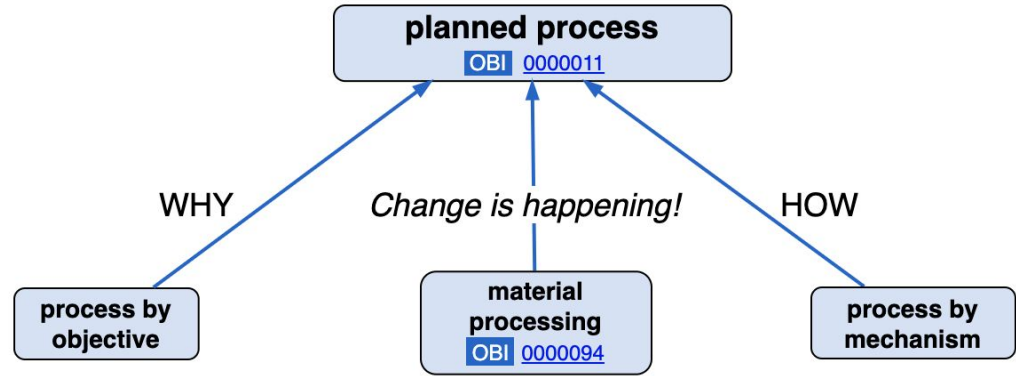 planned process
OBI 0000011
WHY
Change is happening!
HOW
process by
objective
material
processing
OBI 0000094
process by
mechanism